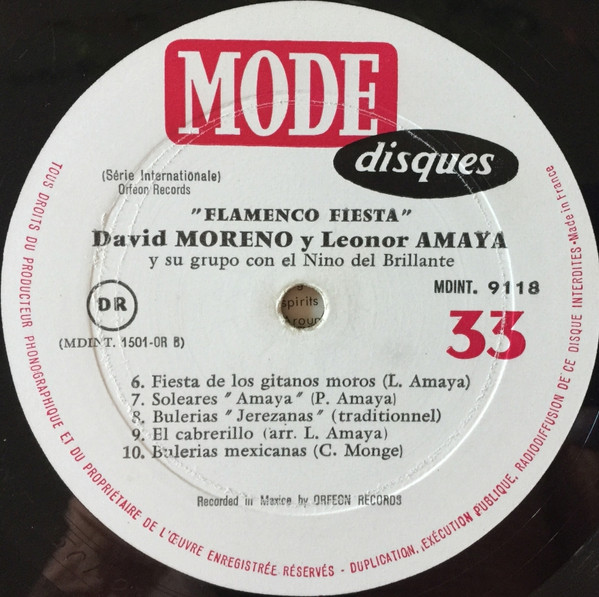 MODE
disques
(Série Internationale)
Orfeon Records
"FLAMENCO FIESTA"
David MORENO y Leonor AMAYA
y su grupo con el Nino del Brillante
DR
MDINT. 9118
(MDINT. 1501-OR B)
33
spirits
6. Fiesta de los gitanos moros (L. Amaya)
7. Soleares "Amaya" (P. Amaya)
8. Bulerias "Jerezanas" (traditionnel)
9. El cabrerillo (arr. L. Amaya)
10. Bulerias mexicanas (C. Monge)
Recorded in Mexico by ORFEON RECORDS
TOUS DROITS DU PRODUCTEUR PHONOGRAPHIQUE ET DU PROPRIÉTAIRE DE L'ŒUVRE ENREGISTRÉE RÉSERVÉS - DUPLICATION, EXÉCUTION PUBLIQUE, RADIODIFFUSION DE CE DISQUE INTERDITES • Made in France